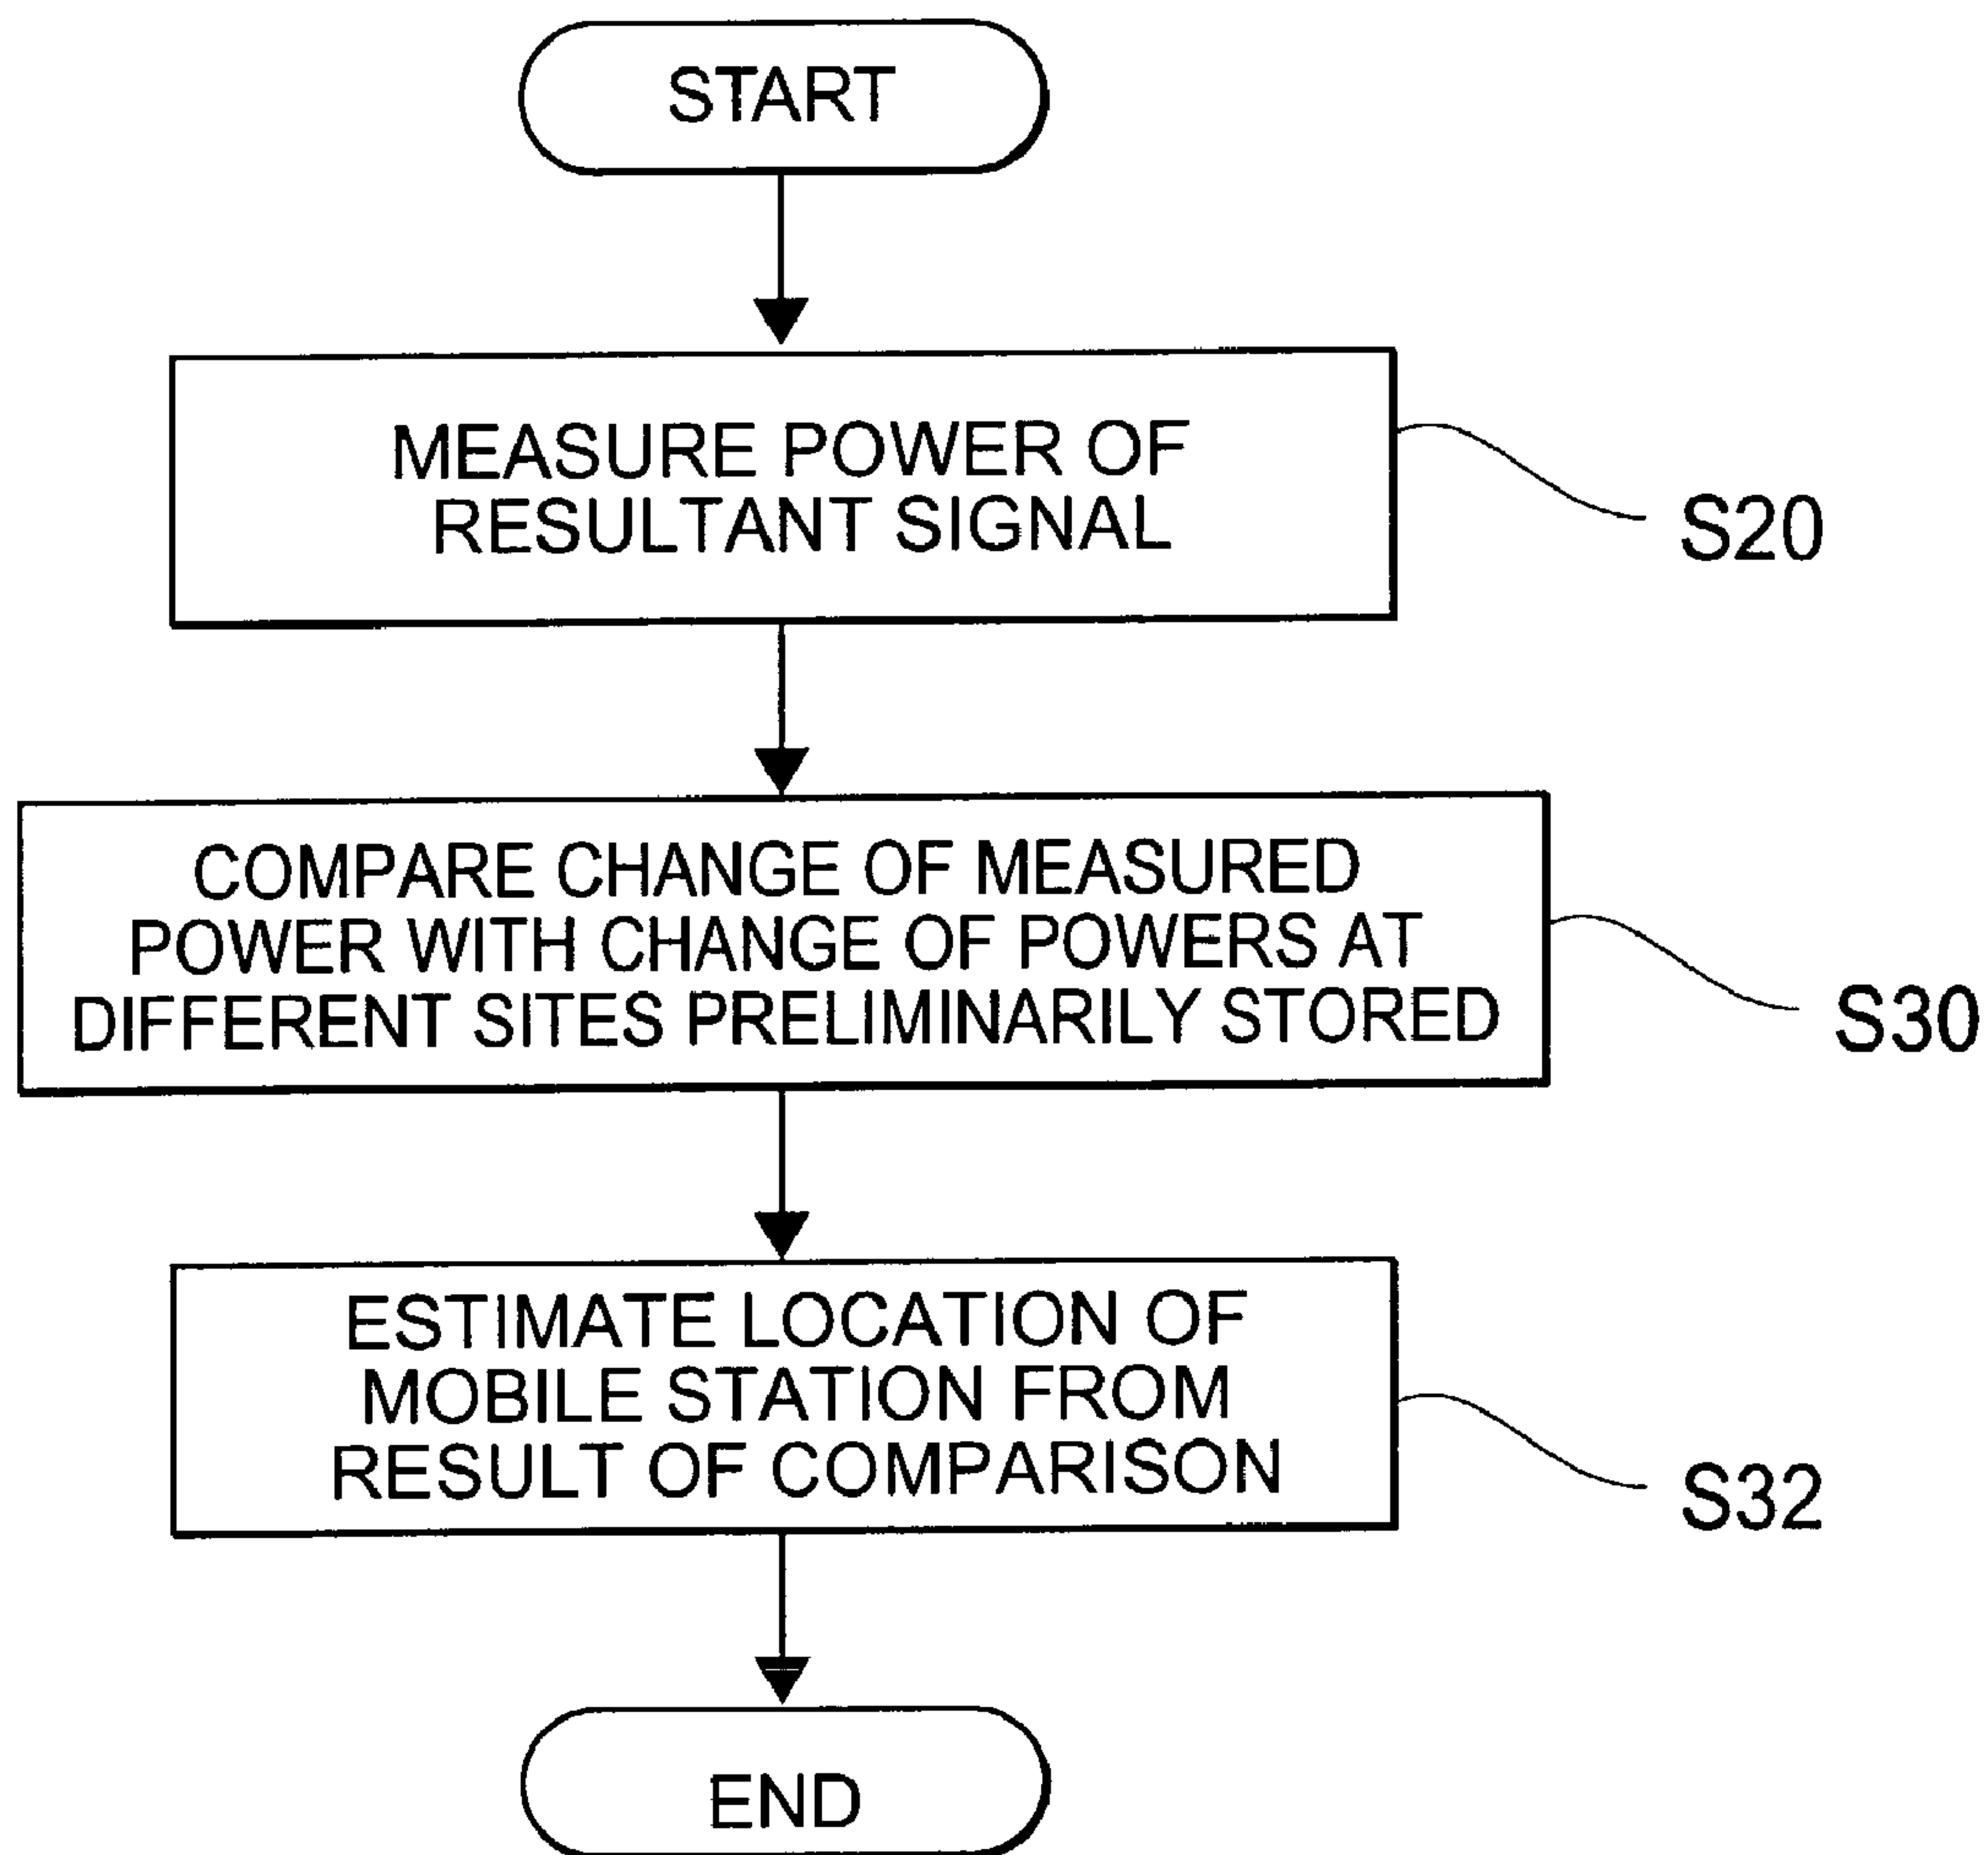 START
MEASURE POWER OF
RESULTANT SIGNAL
S20
COMPARE CHANGE OF MEASURED
POWER WITH CHANGE OF POWERS AT
DIFFERENT SITES PRELIMINARILY STORED
S30
ESTIMATE LOCATION OF
MOBILE STATION FROM
RESULT OF COMPARISON
S32
END